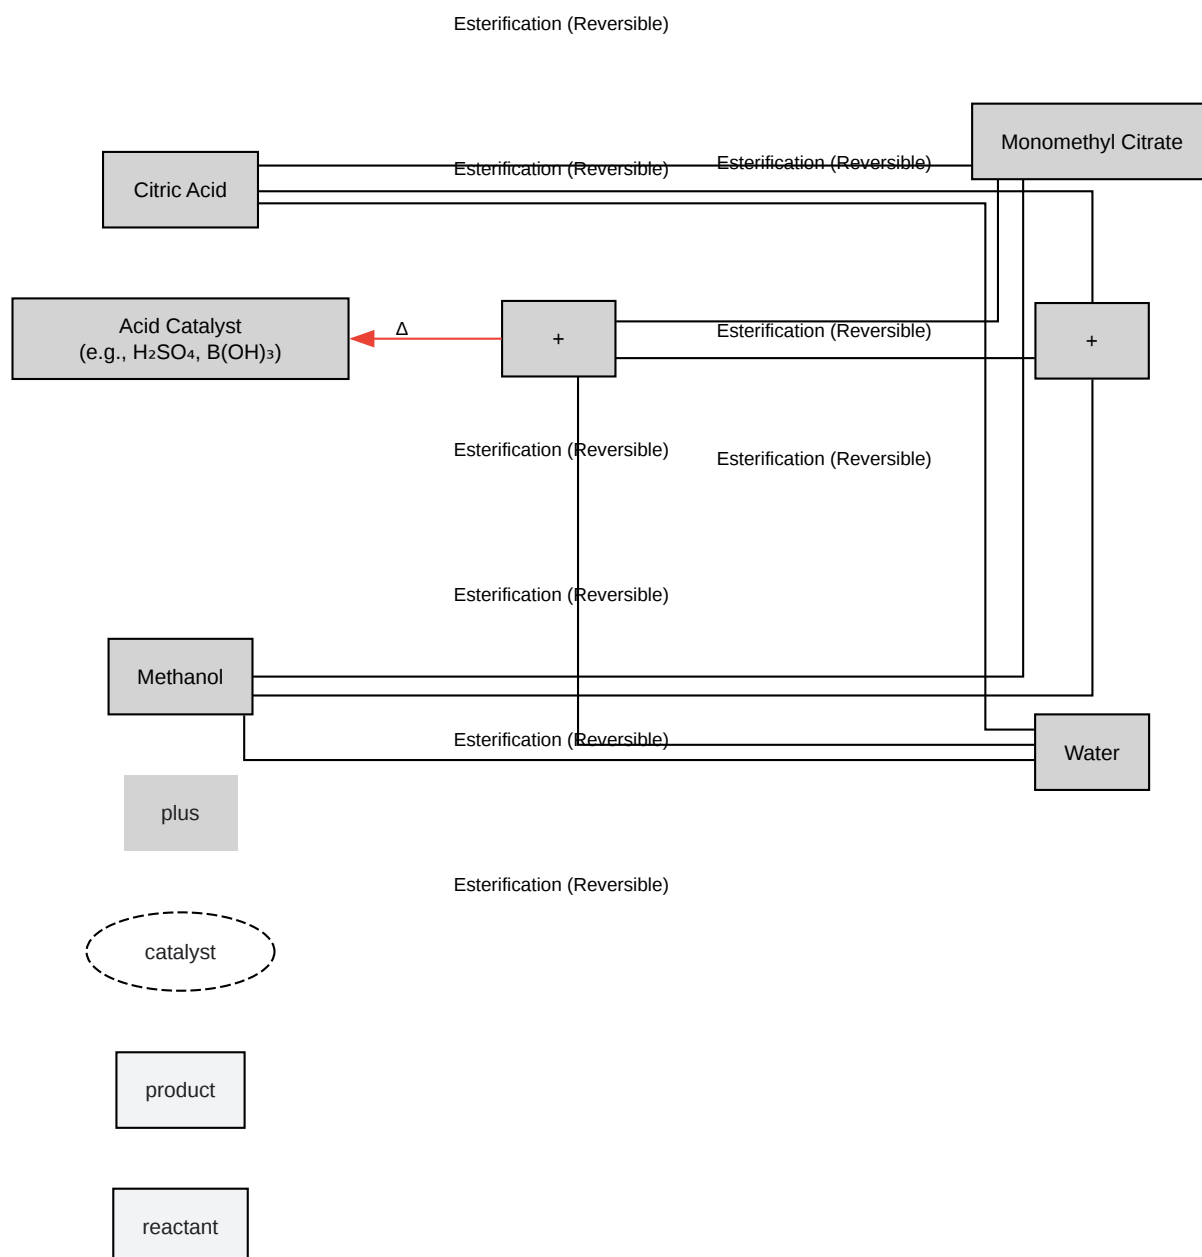 Esterification (Reversible)
Monomethyl Citrate
Esterification (Reversible)
Esterification (Reversible)
Citric Acid
Acid Catalyst
(e.g., H₂SO₄, B(OH)₃)
Δ
+
Esterification (Reversible)
+
Esterification (Reversible)
Esterification (Reversible)
Esterification (Reversible)
Methanol
Esterification (Reversible)
Water
plus
Esterification (Reversible)
catalyst
product
reactant